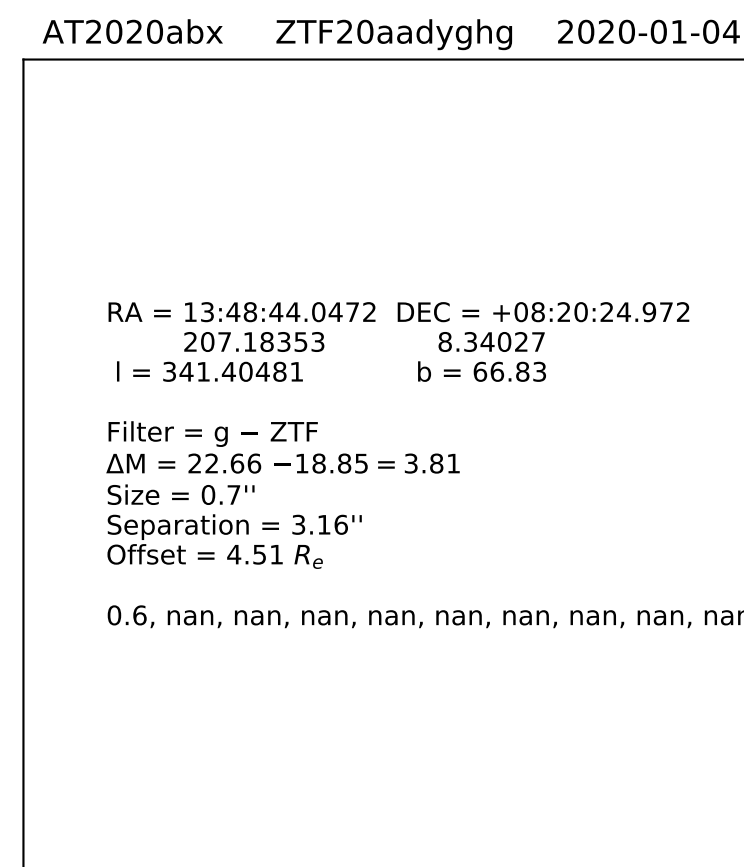 AT2020abx ZTF20aadyghg 2020-01-04
RA = 13:48:44.0472 DEC = +08:20:24.972
207.18353 8.34027
l = 341.40481 b = 66.83
Filter = g − ZTF
ΔM = 22.66 −18.85 = 3.81
Size = 0.7''
Separation = 3.16''
Offset = 4.51 Re
0.6, nan, nan, nan, nan, nan, nan, nan, nan, nan